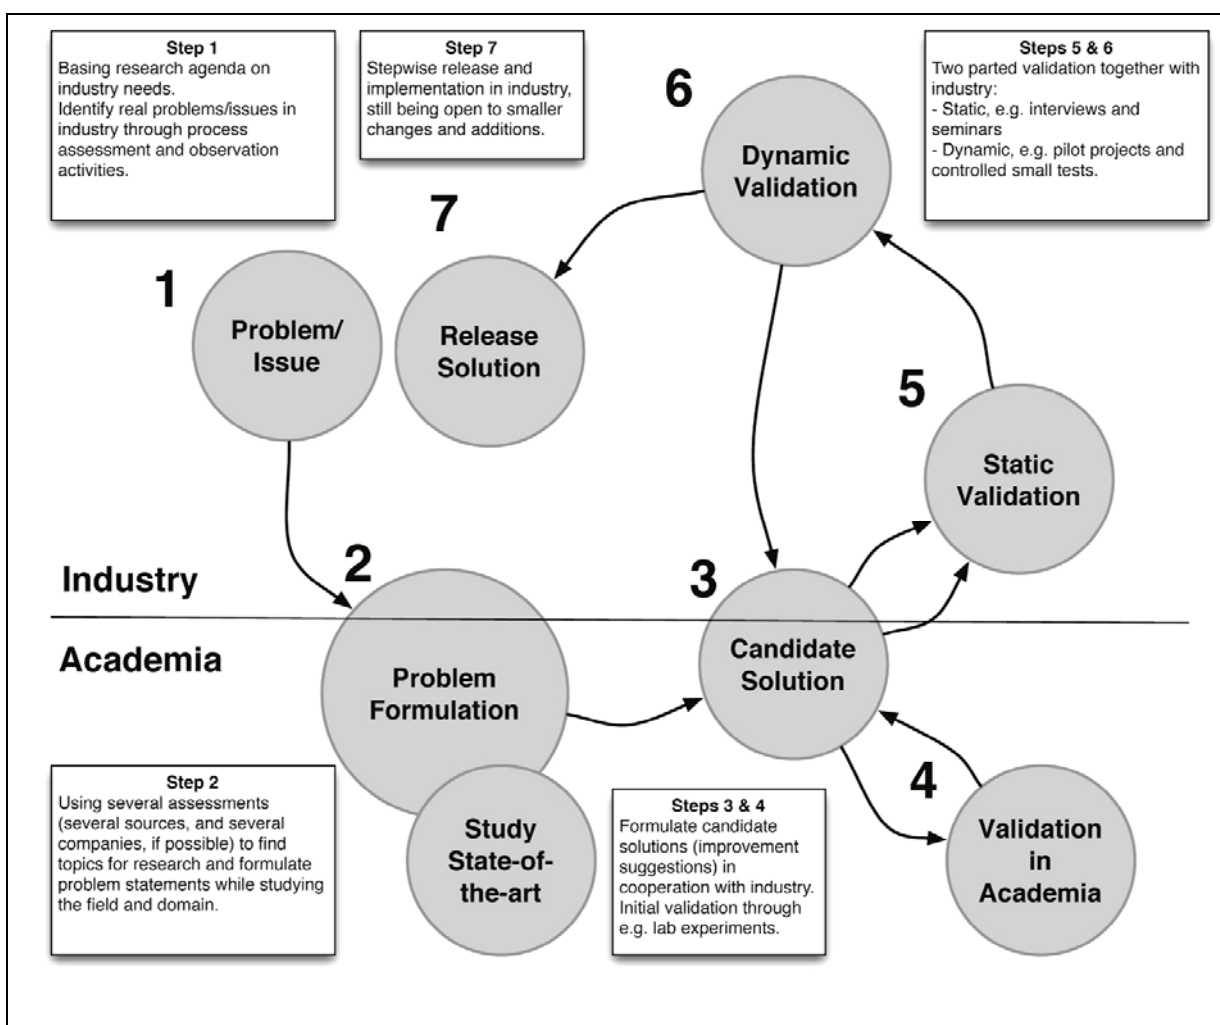 Step 1
Basing research agenda on
industry needs.
Identify real problems/issues in
industry through process
assessment and observation
activities.
Step 7
Stepwise release and
implementation in industry,
still being open to smaller
changes and additions.
Steps 5 & 6
Two parted validation together with
industry:
- Static, e.g. interviews and
seminars
- Dynamic, e.g. pilot projects and
controlled small tests.
6
Dynamic
Validation
7
Release
Solution
1
Problem/
Issue
5
Static
Validation
Industry
2
3
Academia
Problem
Formulation
Candidate
Solution
Step 2
Using several assessments
(several sources, and several
companies, if possible) to find
topics for research and formulate
problem statements while studying
the field and domain.
Study
State-of-
the-art
Steps 3 & 4
Formulate candidate
solutions (improvement
suggestions) in
cooperation with industry.
Initial validation through
e.g. lab experiments.
4
Validation
in
Academia